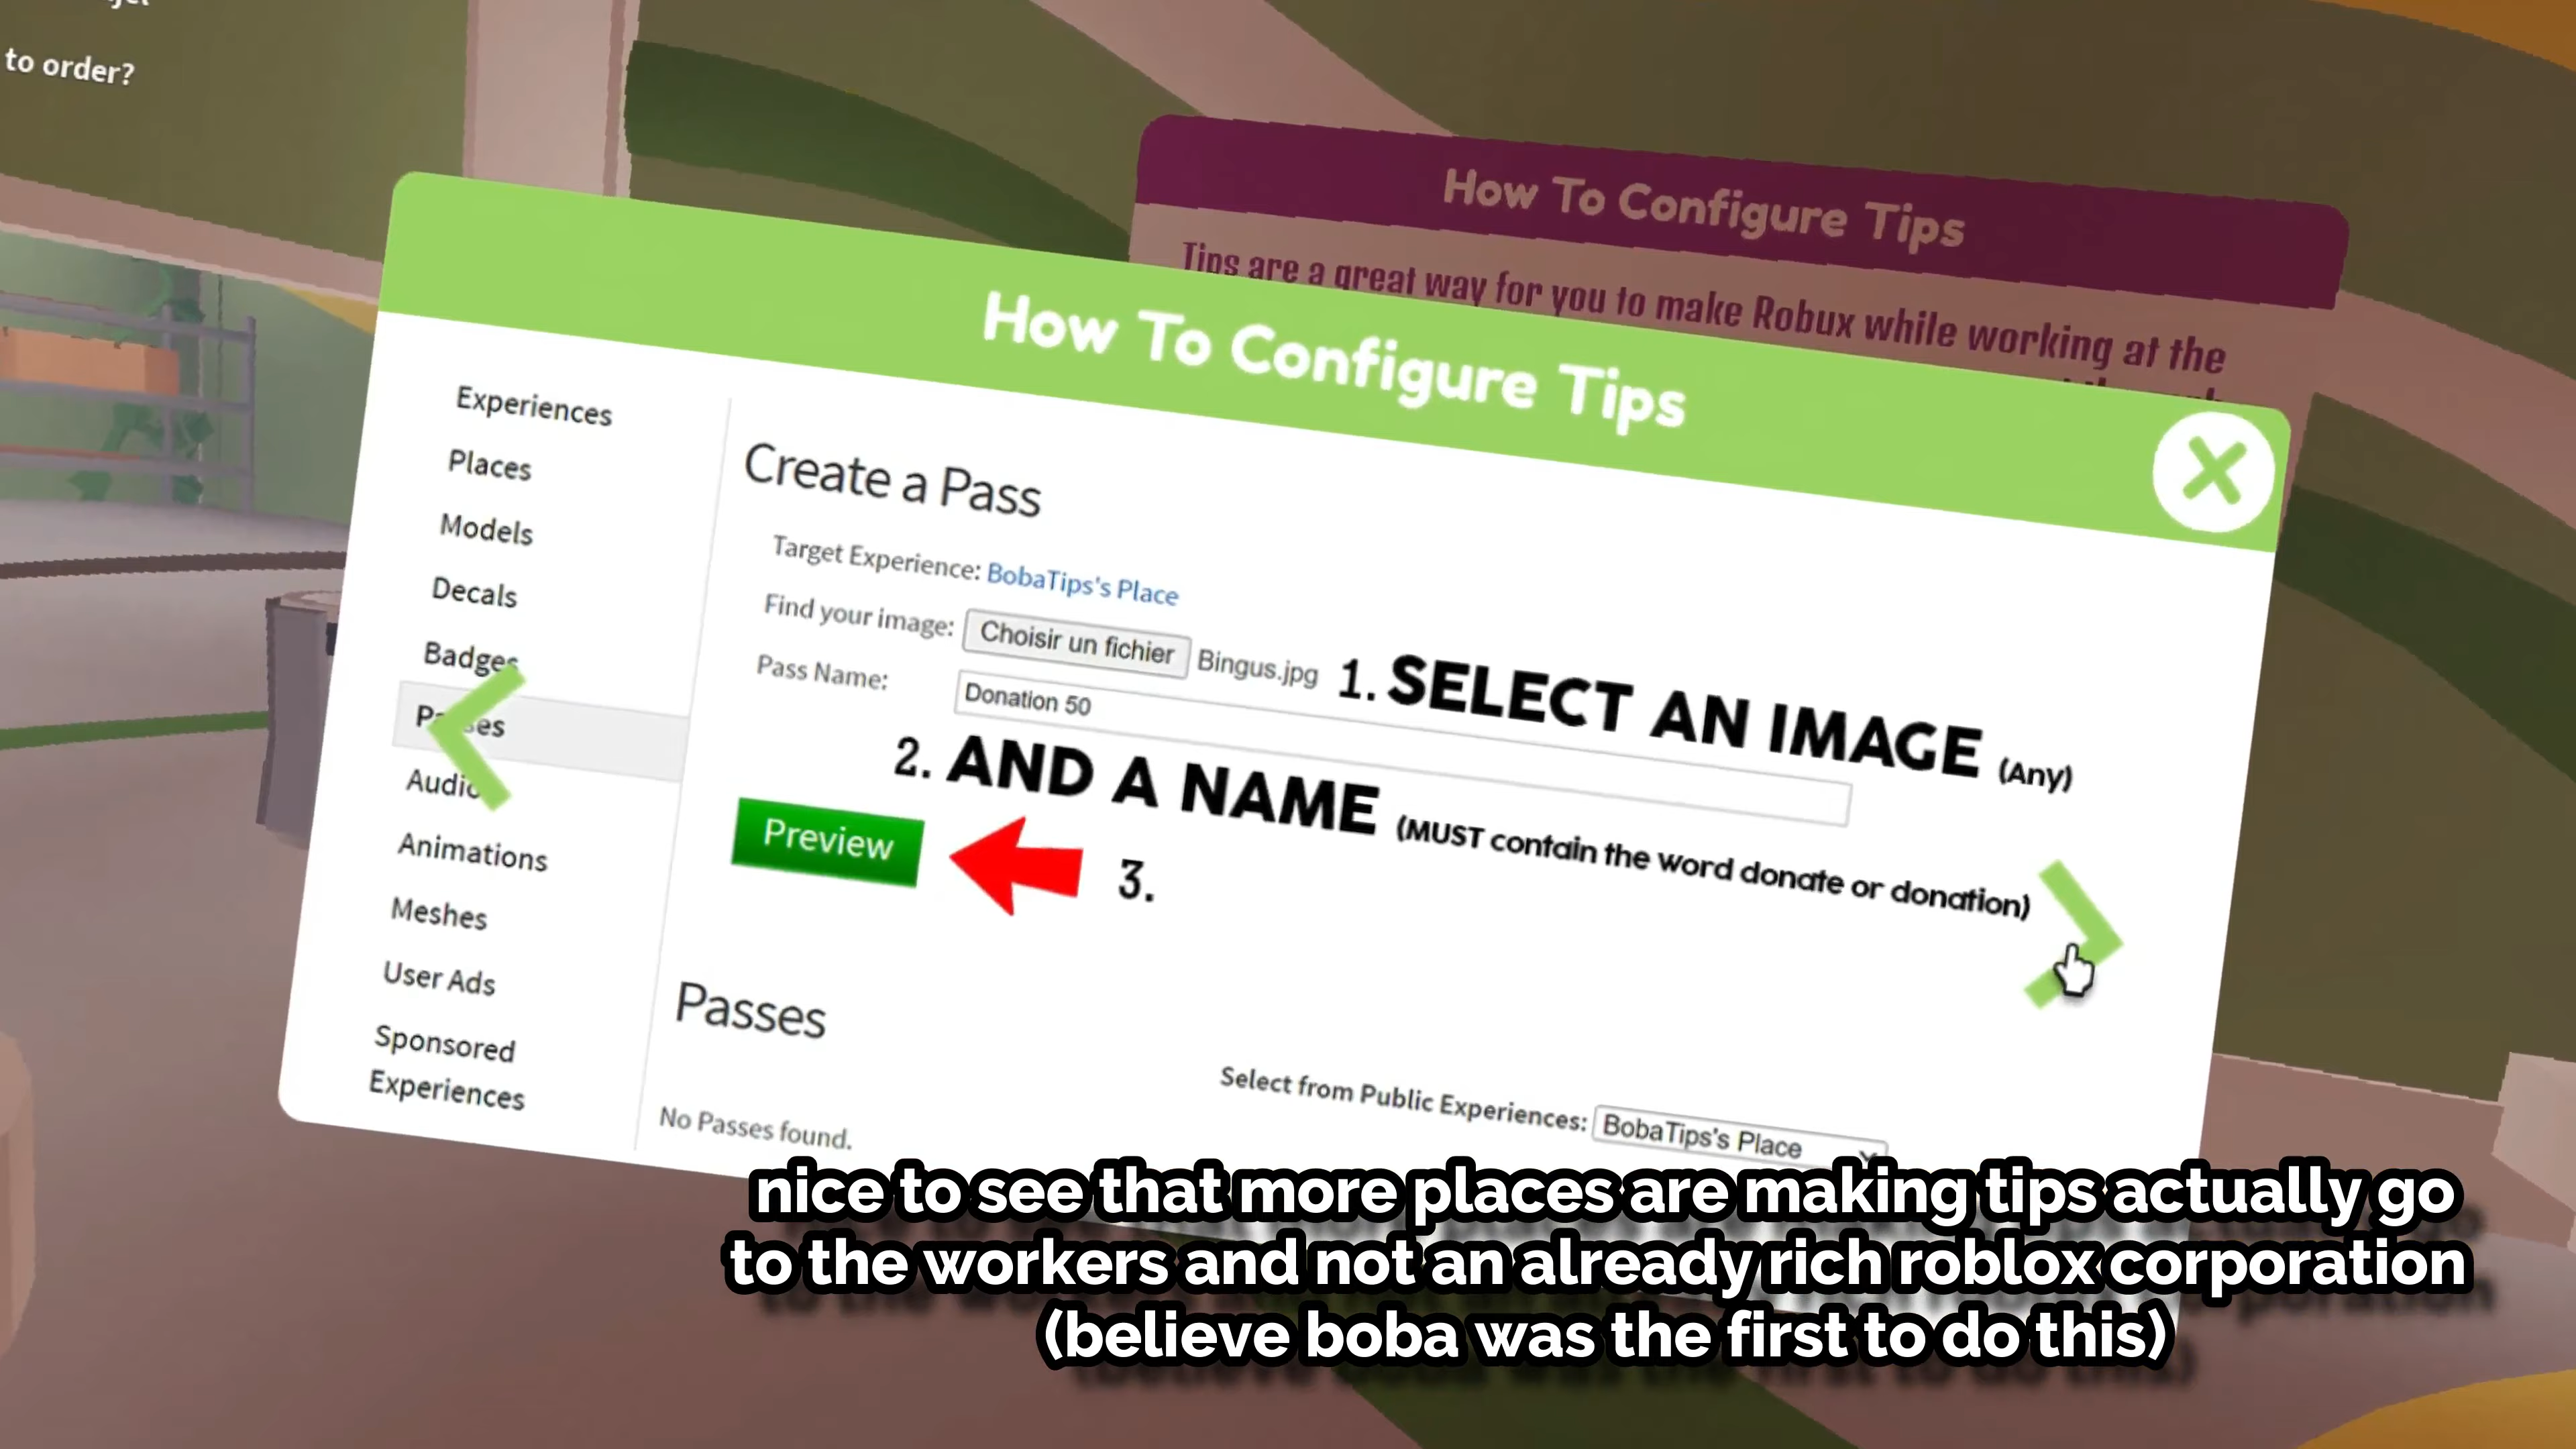 to order?
How To Configure Tips
Tips are a great way for you to make Robux while working at the
How To Configure Tips
Experiences
Places
Models
Decals
Badges
Passes
Audio
Animations
Meshes
User Ads
Sponsored
Experiences
Create a Pass
Target Experience: BobaTips's Place
Find your image: Choisir un fichier Bingus.jpg
1. SELECT AN IMAGE (Any)
Pass Name: Donation 50
2. AND A NAME (MUST contain the word donate or donation)
Preview
3.
Passes
Select from Public Experiences: BobaTips's Place
No Passes found.
nice to see that more places are making tips actually go
to the workers and not an already rich roblox corporation
(believe boba was the first to do this)